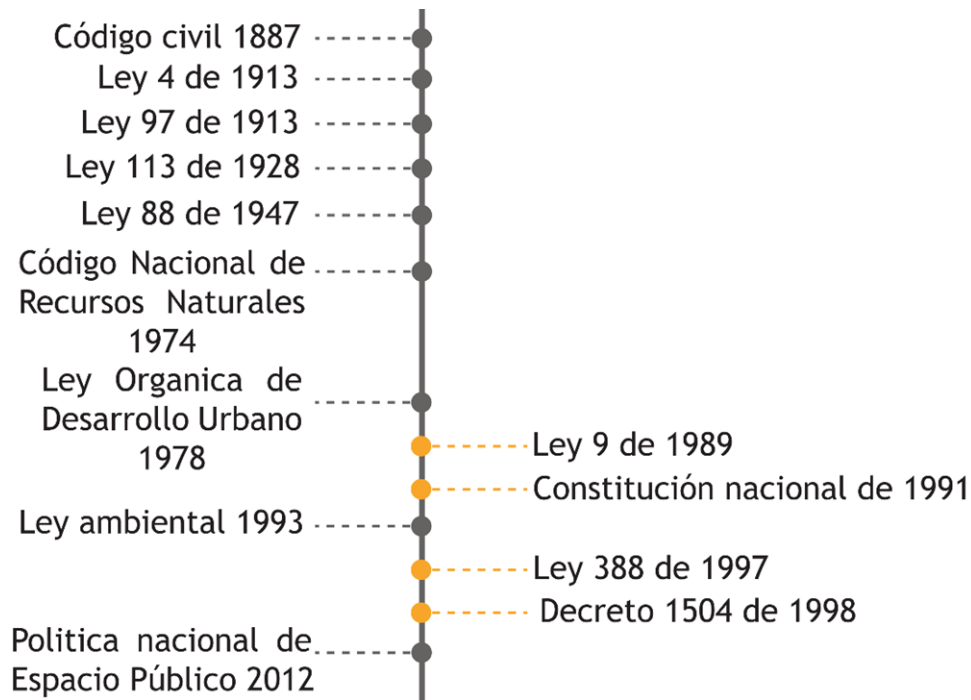 Código civil 1887
Ley 4 de 1913
Ley 97 de 1913
Ley 113 de 1928
Ley 88 de 1947
Código Nacional de
Recursos Naturales
1974
Ley Organica de
Desarrollo Urbano
1978
Ley 9 de 1989
Constitución nacional de 1991
Ley ambiental 1993
Ley 388 de 1997
Decreto 1504 de 1998
Politica nacional de
Espacio Público 2012